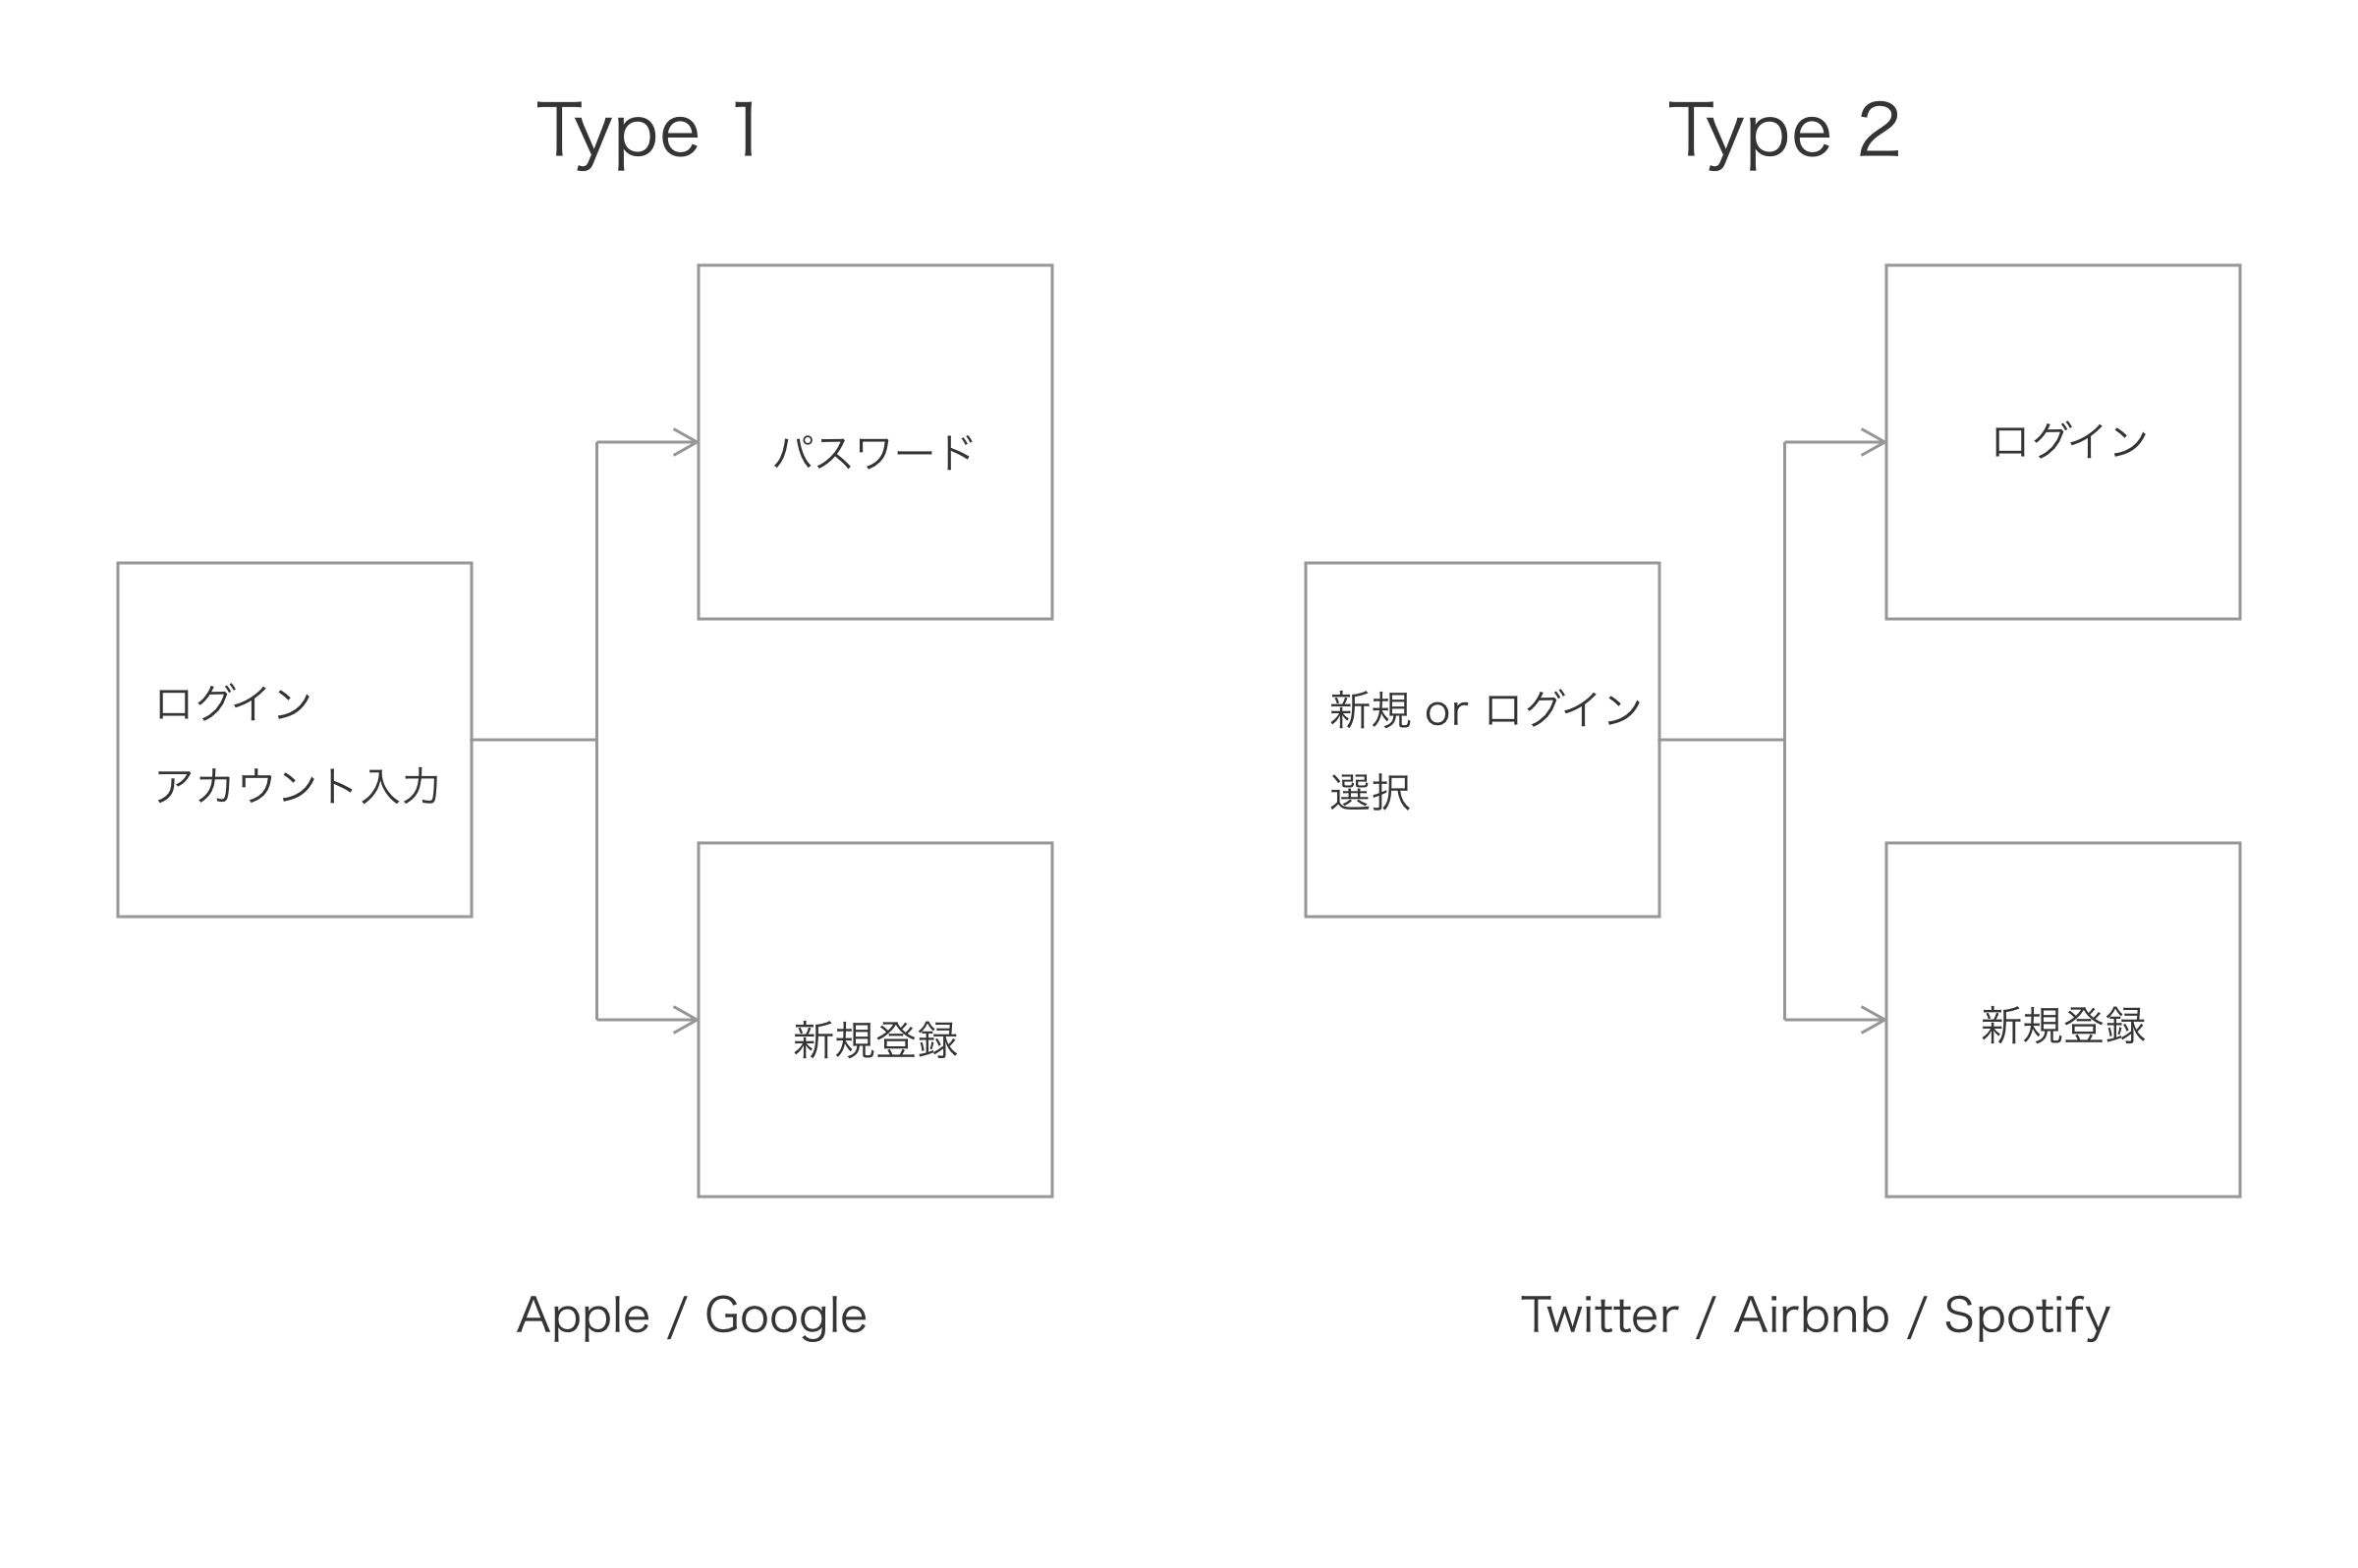 Type 1
パスワード
ログイン
アカウント入力
新規登録
Apple / Google
Type 2
ログイン
新規 or ログイン
選択
新規登録
Twitter / Airbnb / Spotify